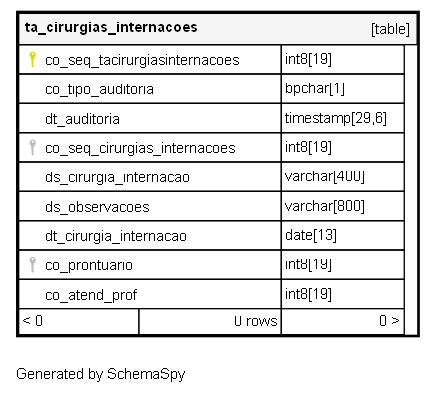 ta_cirurgias_internacoes [table]
co_seq_tacirurgiasinternacoes int8[19]
co_tipo_auditoria bpchar[1]
dt_auditoria timestamp[29,6]
co_seq_cirurgias_internacoes int8[19]
ds_cirurgia_internacao varchar[400]
ds_observacoes varchar[800]
dt_cirurgia_internacao date[13]
co_prontuario int8[19]
co_atend_prof int8[19]
< 0 0 rows 0 >
Generated by SchemaSpy